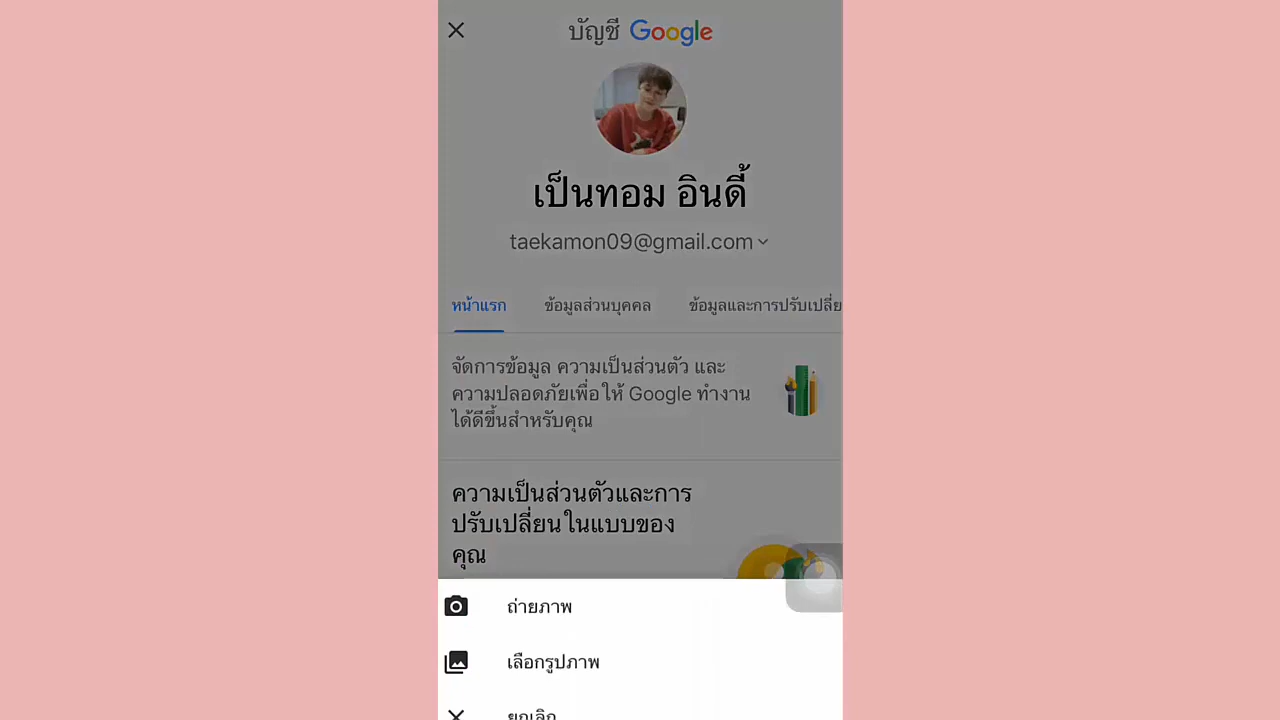 บัญชี Google
เป็นทอม อินดี้
taekamon09@gmail.com
หน้าแรก ข้อมูลส่วนบุคคล ข้อมูลและการปรับเปลี่ย
จัดการข้อมูล ความเป็นส่วนตัว และ
ความปลอดภัยเพื่อให้ Google ทำงาน
ได้ดีขึ้นสำหรับคุณ
ความเป็นส่วนตัวและการ
ปรับเปลี่ยนในแบบของ
คุณ
ถ่ายภาพ
เลือกรูปภาพ
ยกเลิก